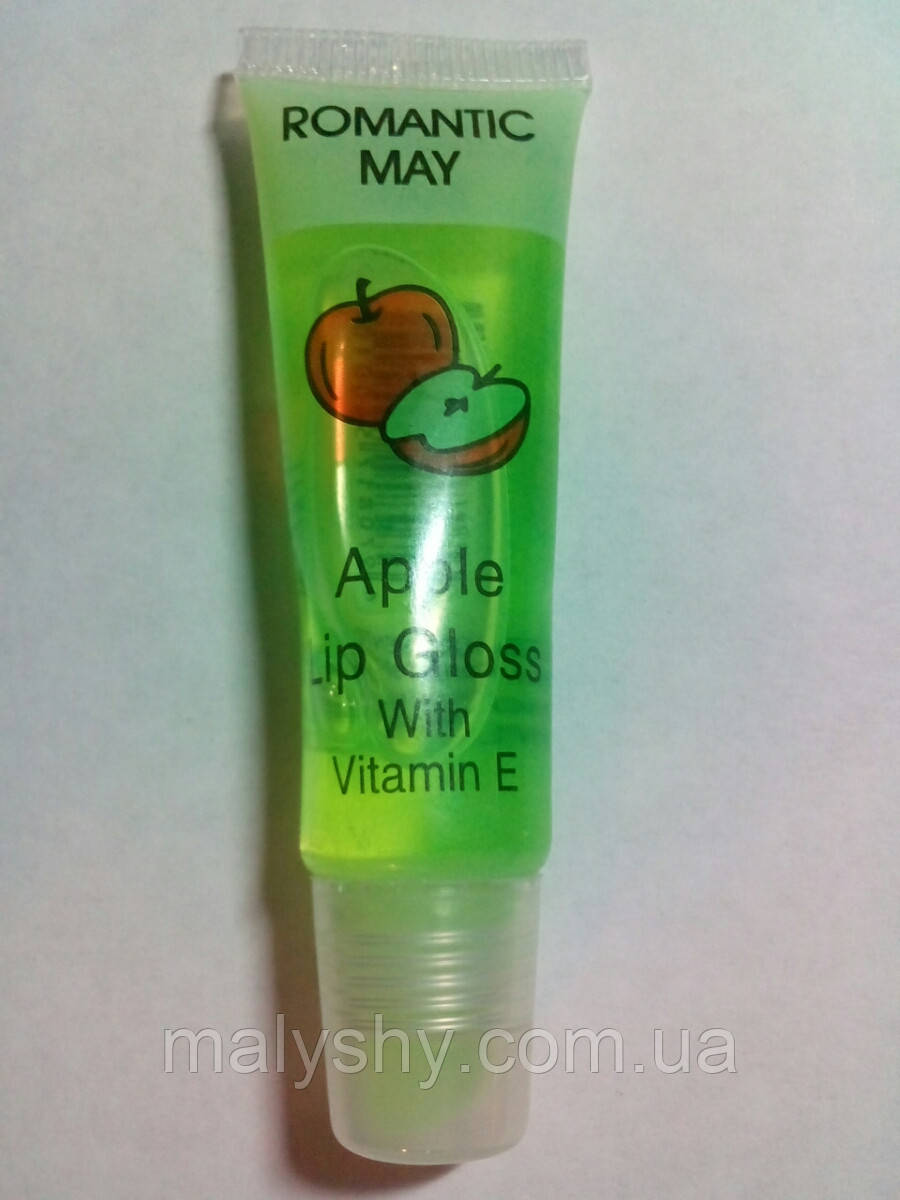 ROMANTIC
MAY
Apple
Lip Gloss
With
Vitamin E
malyshy.com.ua